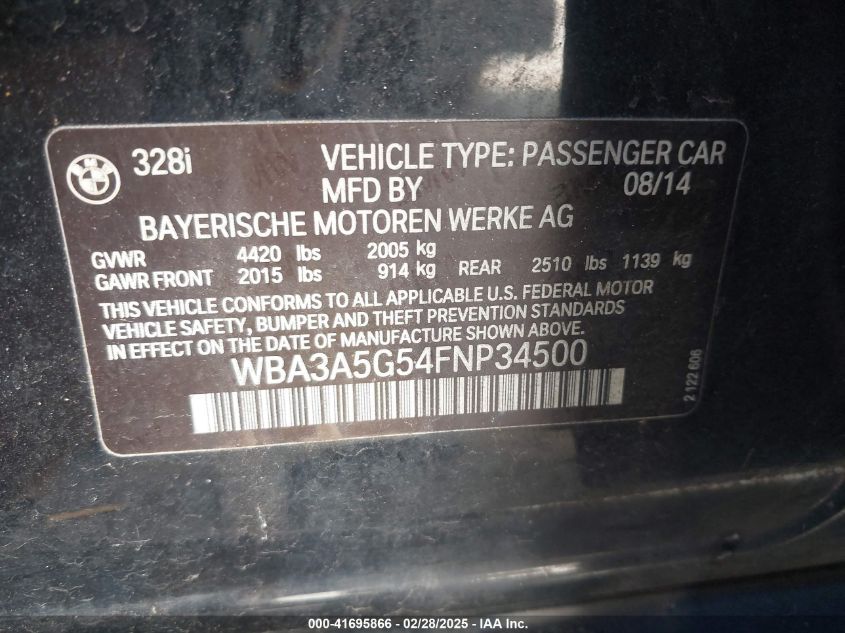 328i VEHICLE TYPE: PASSENGER CAR
MFD BY 08/14
BAYERISCHE MOTOREN WERKE AG
GVWR 4420 lbs 2005 kg
GAWR FRONT 2015 lbs 914 kg REAR 2510 lbs 1139 kg
THIS VEHICLE CONFORMS TO ALL APPLICABLE U.S. FEDERAL MOTOR
VEHICLE SAFETY, BUMPER AND THEFT PREVENTION STANDARDS
IN EFFECT ON THE DATE OF MANUFACTURE SHOWN ABOVE.
WBA3A5G54FNP34500
2 122 606
WBA-41695866 - 02/28/2025 - IAA Inc.